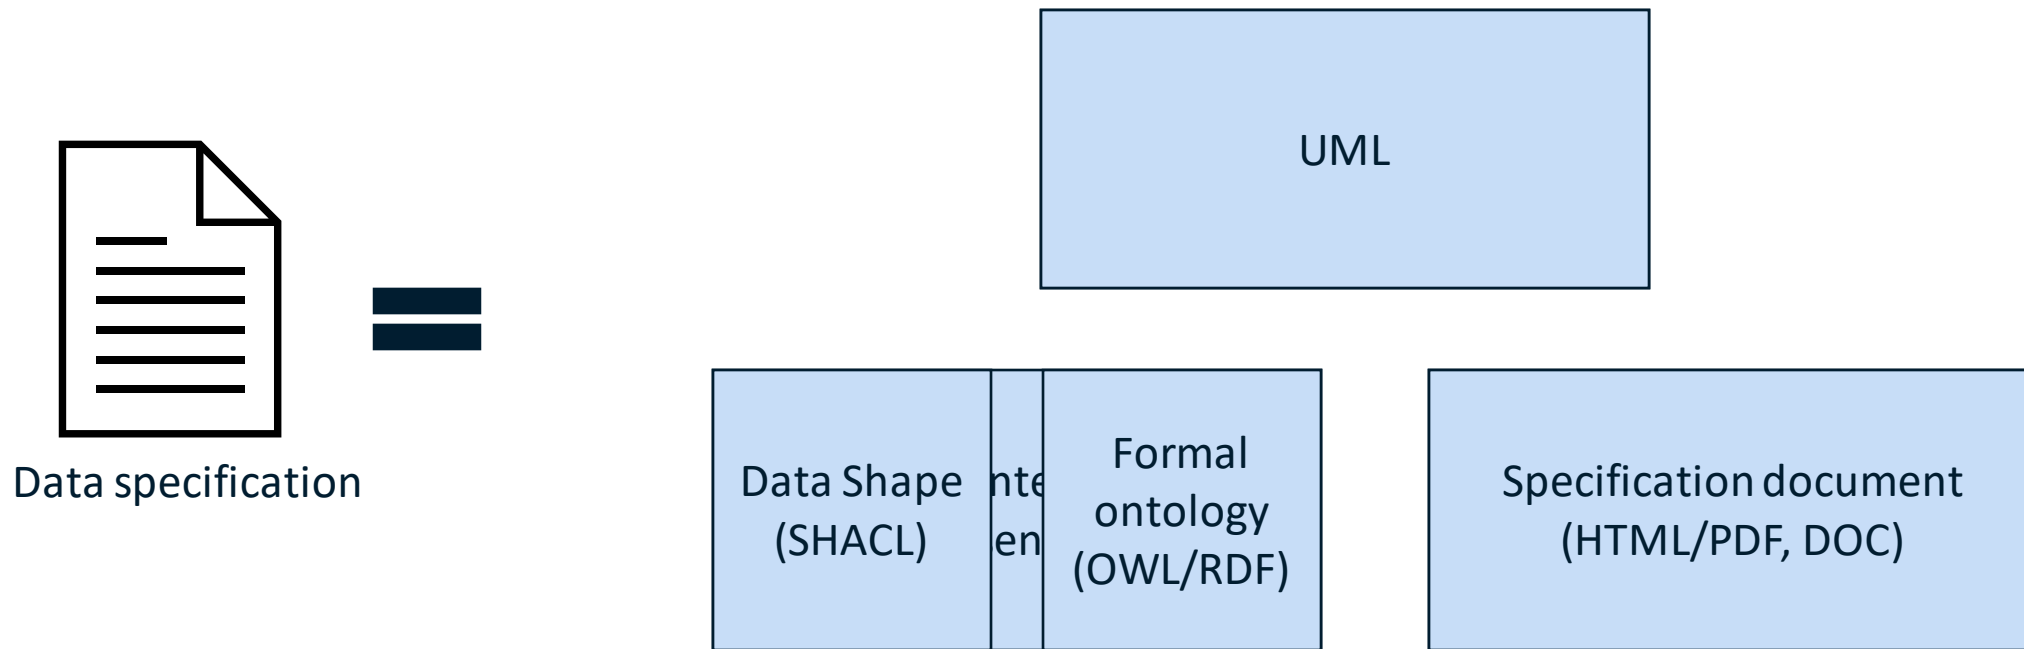 UML
Data specification
Data Shape
(SHACL)
Formal
ontology
(OWL/RDF)
Specification document
(HTML/PDF, DOC)